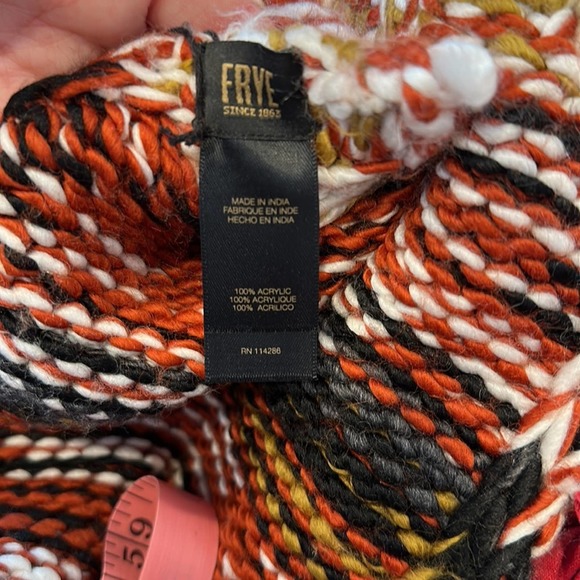 FRYE
SINCE 1863
MADE IN INDIA
FABRIQUE EN INDE
HECHO EN INDIA
100% ACRYLIC
100% ACRYLIQUE
100% ACRILICO
RN 114286
59